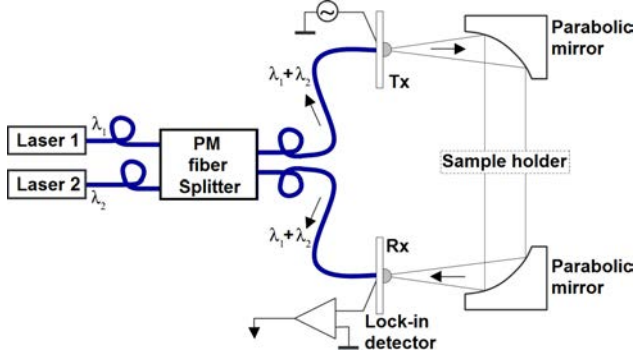 Laser 1
λ1
Laser 2
λ2
PM
fiber
Splitter
λ1+λ2
λ1+λ2
Tx
Parabolic
mirror
Sample holder
Rx
Parabolic
mirror
Lock-in
detector